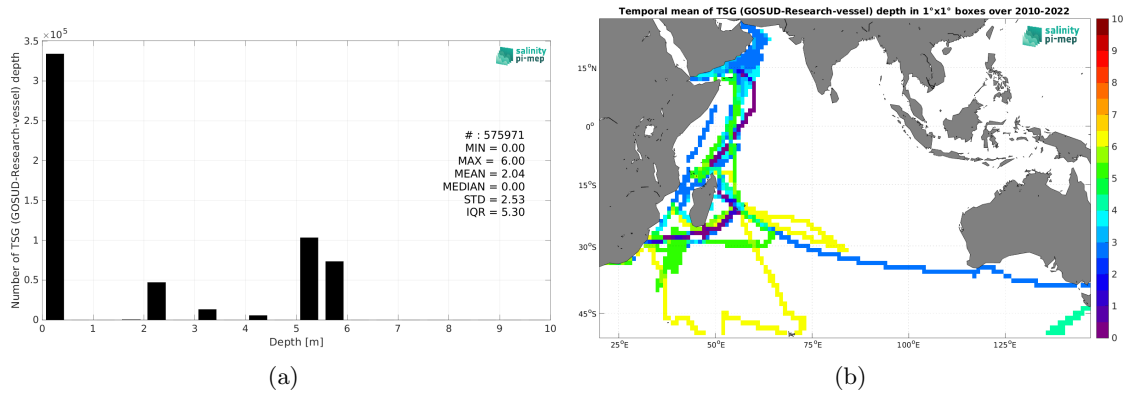 Number of TSG (GOSUD-Research-vessel) depth
×10⁵
3.5
3
2.5
2
1.5
1
0.5
0
0 1 2 3 4 5 6 7 8 9 10
Depth [m]
salinity
pi-mep
# : 575971
MIN = 0.00
MAX = 6.00
MEAN = 2.04
MEDIAN = 0.00
STD = 2.53
IQR = 5.30
(a)
Temporal mean of TSG (GOSUD-Research-vessel) depth in 1°x1° boxes over 2010-2022
salinity
pi-mep
15°N
0°
15°S
30°S
45°S
25°E 50°E 75°E 100°E 125°E
10
9
8
7
6
5
4
3
2
1
0
(b)